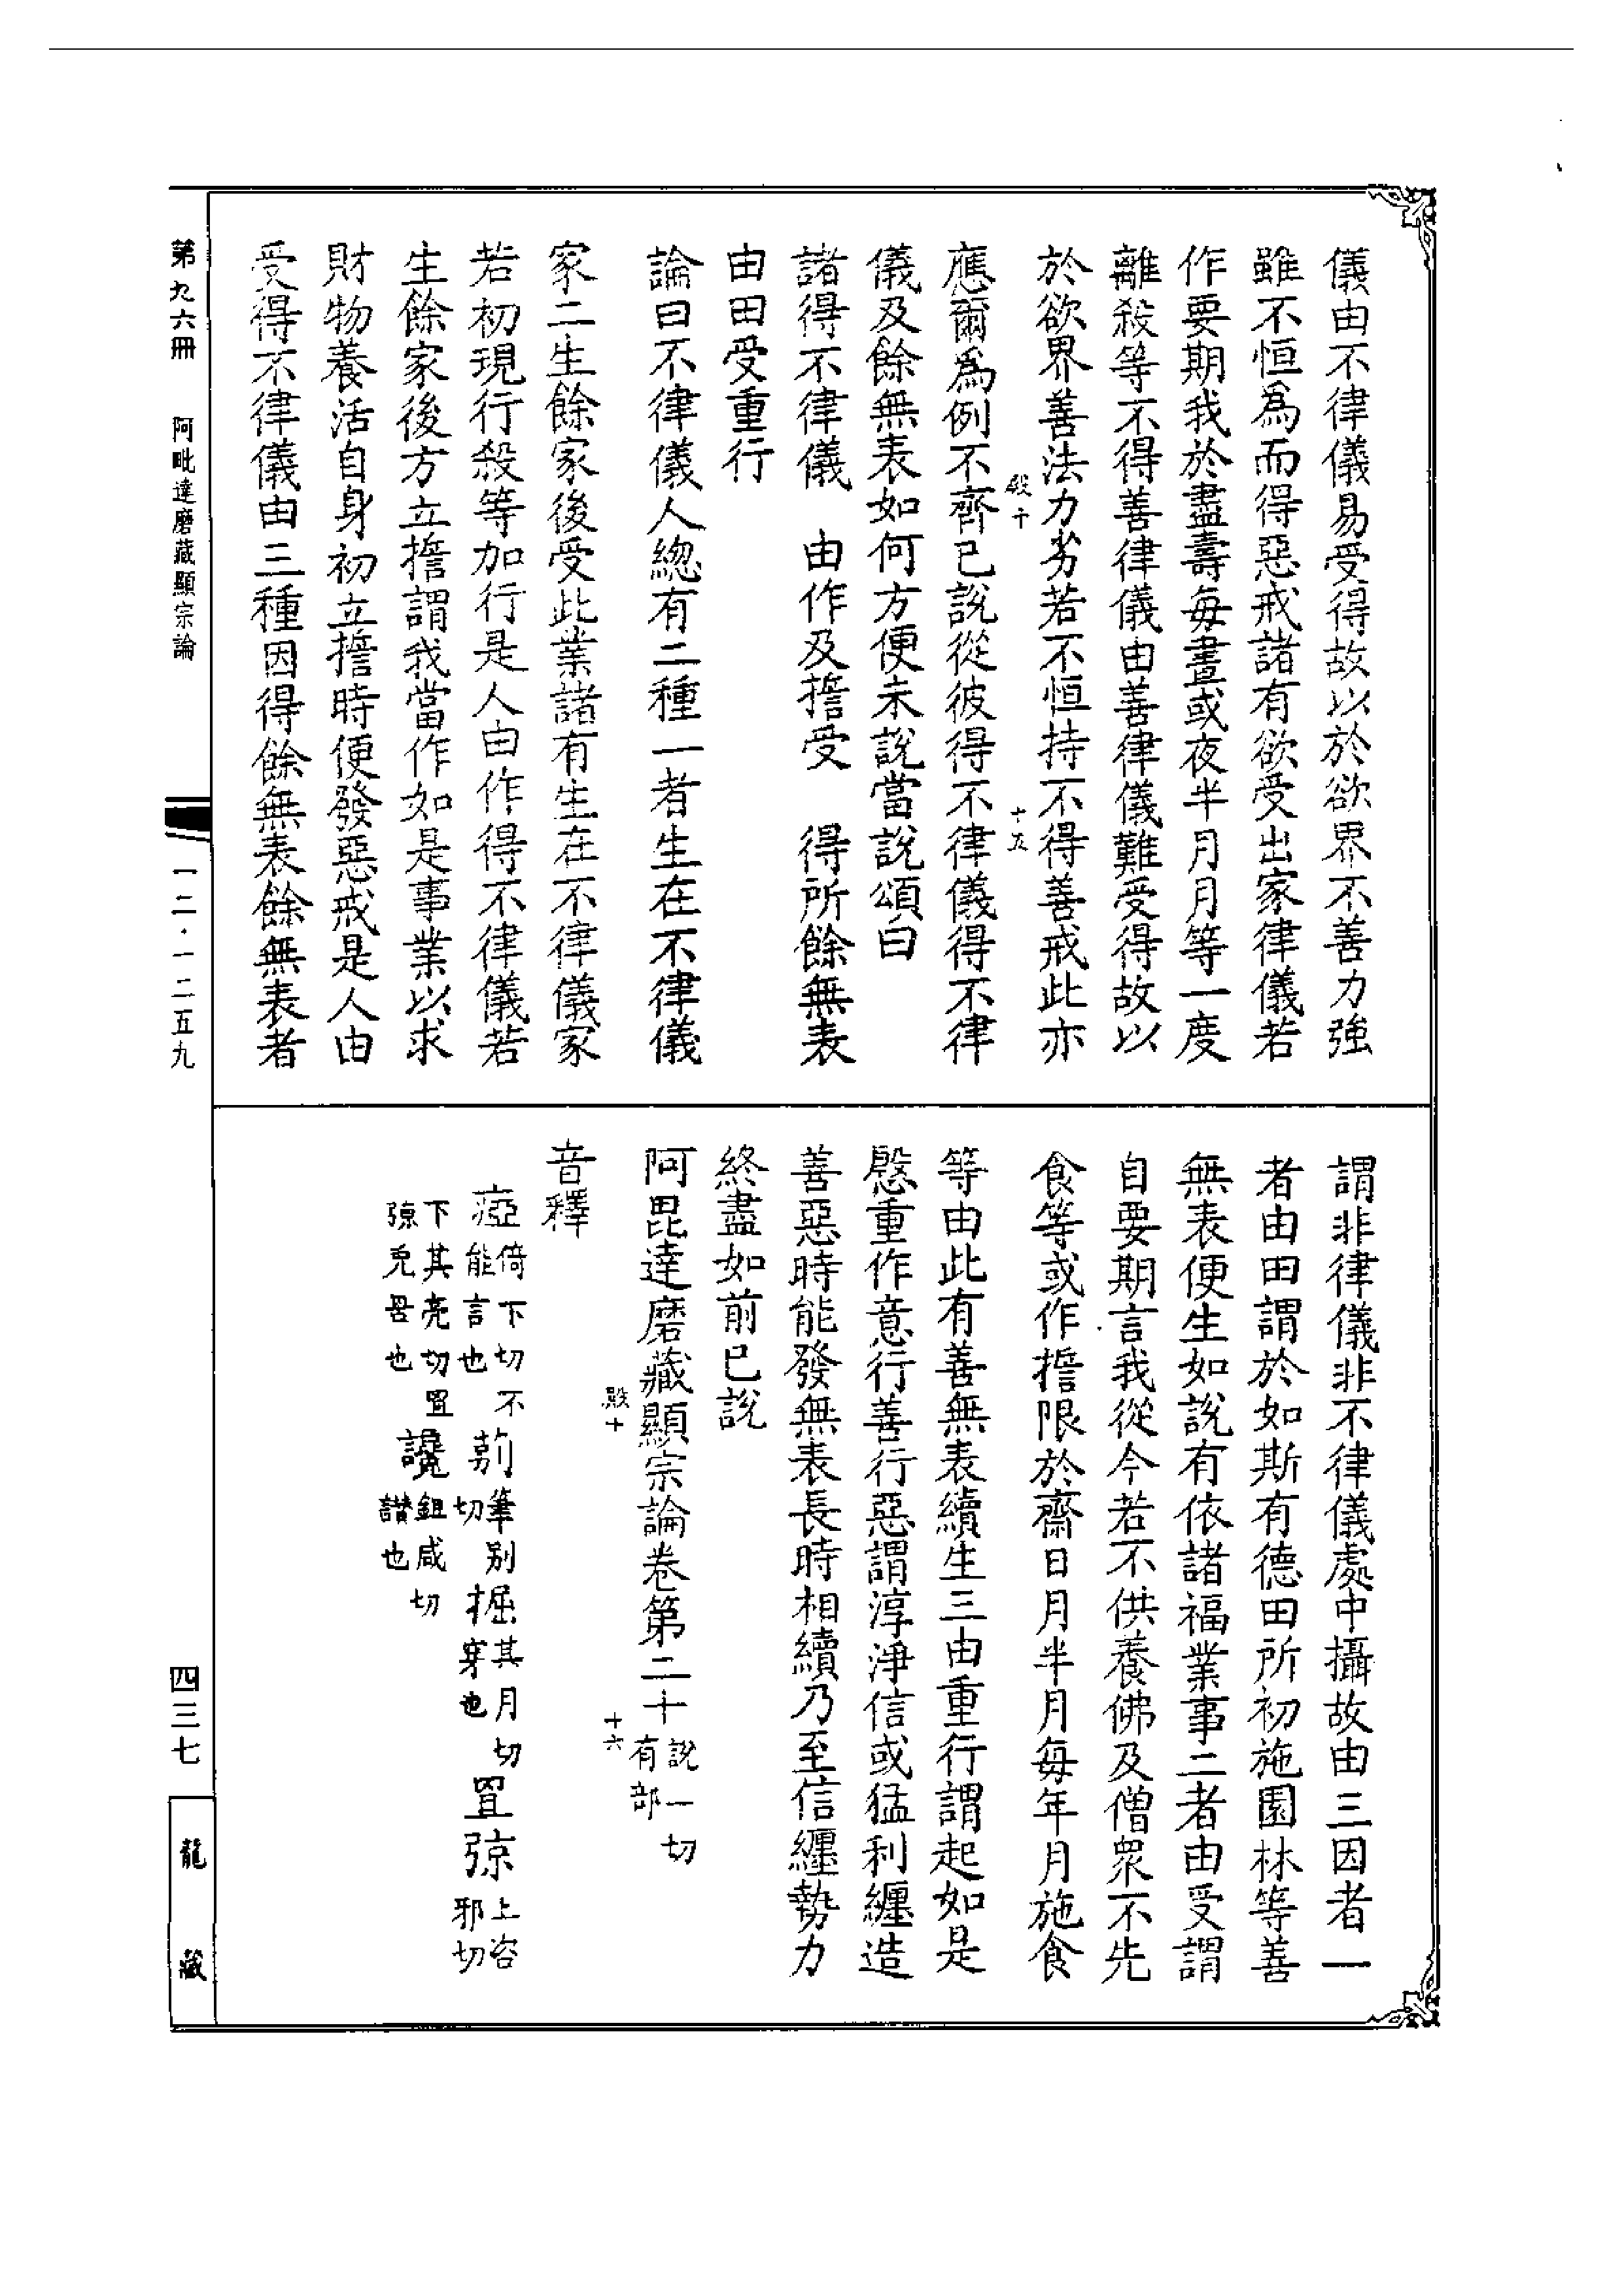 儀由不律儀易受得故以於欲界不善力強
雖不恒為而得惡戒諸有欲受出家律儀若
作要期我於盡壽每晝或夜半月月等一度
離殺等不得善律儀由善律儀難受得故以
於欲界善法力劣若不恒持不得善戒此亦
殿十 十五
應爾為例不齊已說從彼得不律儀得不律
儀及餘無表如何方便未說當說頌曰
諸得不律儀 由作及誓受 得所餘無表
由田受重行
論曰不律儀人總有二種一者生在不律儀
家二生餘家後受此業諸有生在不律儀家
若初現行殺等加行是人由作得不律儀若
生餘家後方立誓謂我當作如是事業以求
財物養活自身初立誓時便發惡戒是人由
受得不律儀由三種因得餘無表餘無表者
謂非律儀非不律儀處中攝故由三因者一
者由田謂於如斯有德田所初施園林等善
無表便生如說有依諸福業事二者由受謂
自要期言我從今若不供養佛及僧眾不先
食等或作誓限於齋日月半月每年月施食
等由此有善無表續生三由重行謂起如是
慇重作意行善行惡謂淳淨信或猛利纏造
善惡時能發無表長時相續乃至信纏勢力
終盡如前已說
阿毘達磨藏顯宗論卷第二十 說一切有部
殿十 十六
音釋
瘂 倚下切不能言也 莂 筆別切 掘 其月切穿也 罝弶 上咨邪切
下其亮切罝弶兔罟也 讒 鉏咸切譖也
第九六冊 阿毗達磨藏顯宗論
一二·一二五九
四三七
龍藏